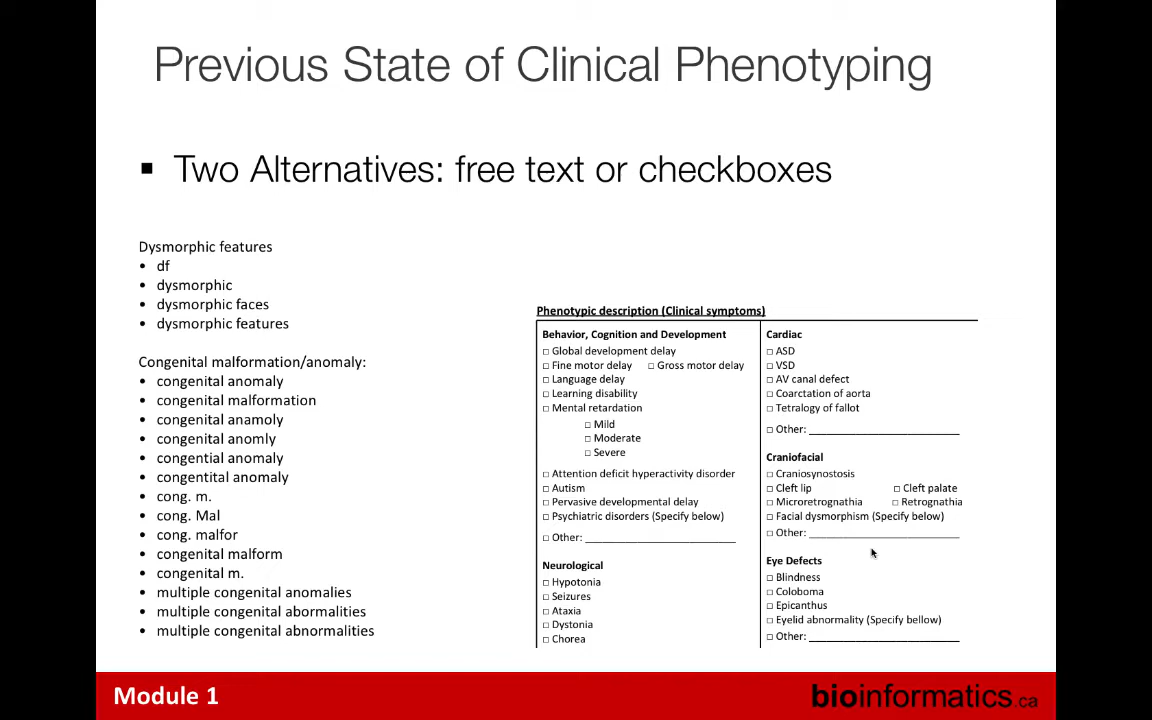 Previous State of Clinical Phenotyping
▪ Two Alternatives: free text or checkboxes
Dysmorphic features
• df
• dysmorphic
• dysmorphic faces
• dysmorphic features
Congenital malformation/anomaly:
• congenital anomaly
• congenital malformation
• congenital anamoly
• congenital anomly
• congential anomaly
• congentital anomaly
• cong. m.
• cong. Mal
• cong. malfor
• congenital malform
• congenital m.
• multiple congenital anomalies
• multiple congenital abormalities
• multiple congenital abnormalities
Phenotypic description (Clinical symptoms)
Behavior, Cognition and Development
□ Global development delay
□ Fine motor delay □ Gross motor delay
□ Language delay
□ Learning disability
□ Mental retardation
□ Mild
□ Moderate
□ Severe
□ Attention deficit hyperactivity disorder
□ Autism
□ Pervasive developmental delay
□ Psychiatric disorders (Specify below)
□ Other: ____________________
Neurological
□ Hypotonia
□ Seizures
□ Ataxia
□ Dystonia
□ Chorea
Cardiac
□ ASD
□ VSD
□ AV canal defect
□ Coarctation of aorta
□ Tetralogy of fallot
□ Other: ____________________
Craniofacial
□ Craniosynostosis
□ Cleft lip □ Cleft palate
□ Microretrognathia □ Retrognathia
□ Facial dysmorphism (Specify below)
□ Other: ____________________
Eye Defects
□ Blindness
□ Coloboma
□ Epicanthus
□ Eyelid abnormality (Specify bellow)
□ Other: ____________________
Module 1
bioinformatics.ca